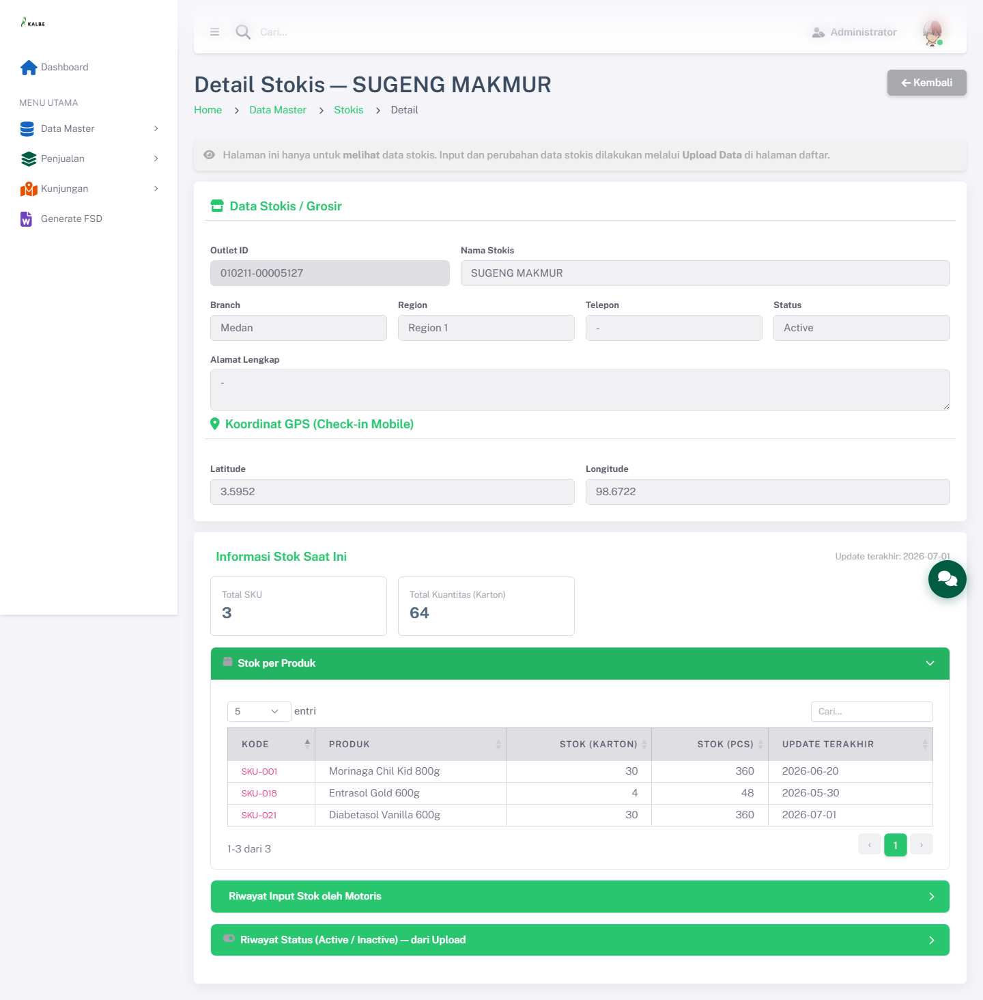 KALBE
Cari...
Administrator
Dashboard
MENU UTAMA
Data Master
Penjualan
Kunjungan
Generate FSD
Detail Stokis — SUGENG MAKMUR
Kembali
Home > Data Master > Stokis > Detail
Halaman ini hanya untuk melihat data stokis. Input dan perubahan data stokis dilakukan melalui Upload Data di halaman daftar.
Data Stokis / Grosir
Outlet ID Nama Stokis
010211-00005127 SUGENG MAKMUR
Branch Region Telepon Status
Medan Region 1 - Active
Alamat Lengkap
-
Koordinat GPS (Check-in Mobile)
Latitude Longitude
3.5952 98.6722
Informasi Stok Saat Ini Update terakhir: 2026-07-01
Total SKU Total Kuantitas (Karton)
3 64
Stok per Produk
5 entri Cari...
KODE PRODUK STOK (KARTON) STOK (PCS) UPDATE TERAKHIR
SKU-001 Morinaga Chil Kid 800g 30 360 2026-06-20
SKU-018 Entrasol Gold 600g 4 48 2026-05-30
SKU-021 Diabetasol Vanilla 600g 30 360 2026-07-01
1-3 dari 3 ‹ 1 ›
Riwayat Input Stok oleh Motoris
Riwayat Status (Active / Inactive) — dari Upload